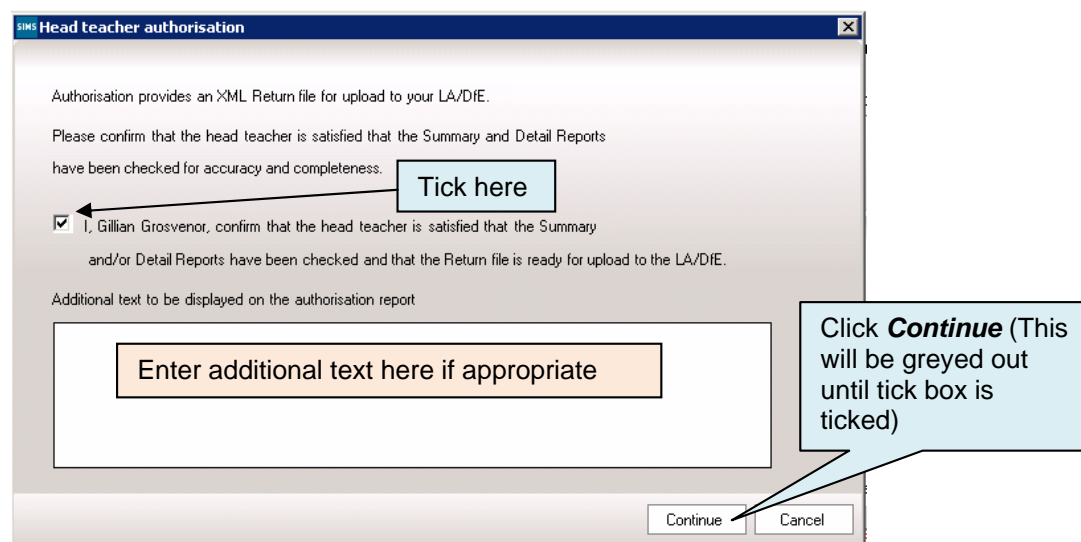 SIMS Head teacher authorisation
Authorisation provides an XML Return file for upload to your LA/DfE.
Please confirm that the head teacher is satisfied that the Summary and Detail Reports
have been checked for accuracy and completeness.
Tick here
I, Gillian Grosvenor, confirm that the head teacher is satisfied that the Summary
and/or Detail Reports have been checked and that the Return file is ready for upload to the LA/DfE.
Additional text to be displayed on the authorisation report
Enter additional text here if appropriate
Click Continue (This
will be greyed out
until tick box is
ticked)
Continue
Cancel